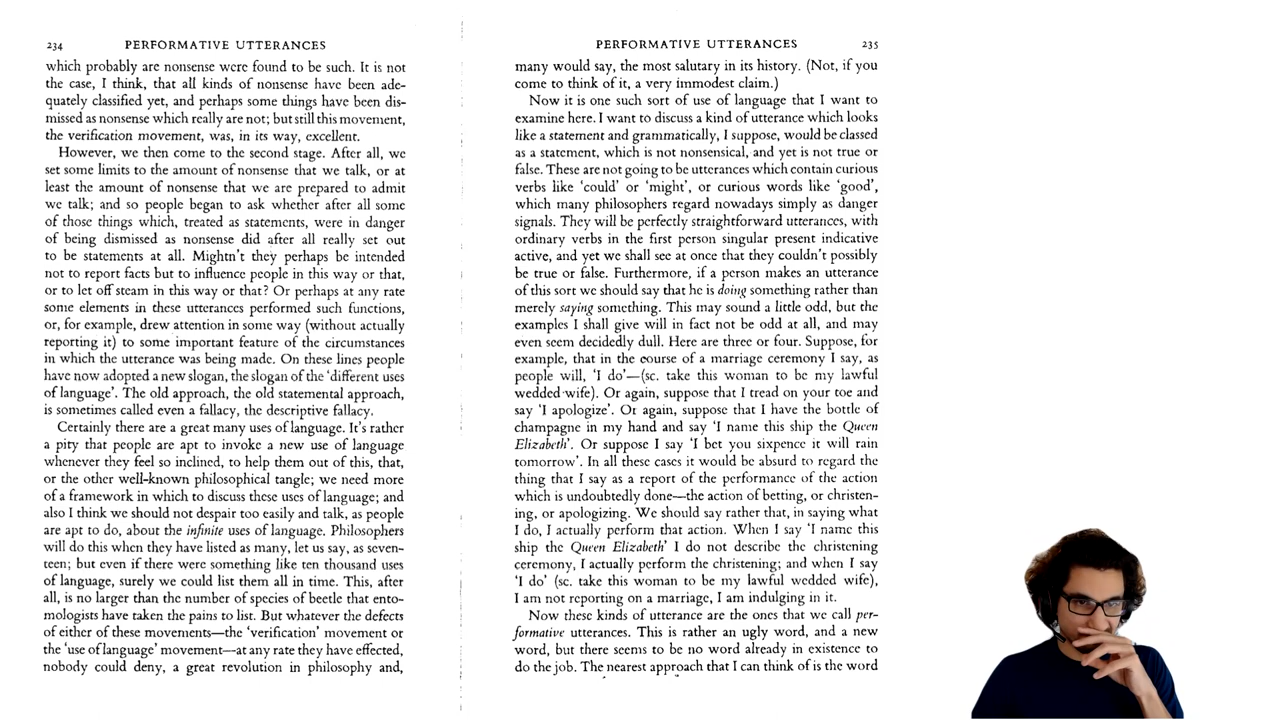 234 PERFORMATIVE UTTERANCES
which probably are nonsense were found to be such. It is not
the case, I think, that all kinds of nonsense have been ade-
quately classified yet, and perhaps some things have been dis-
missed as nonsense which really are not; but still this movement,
the verification movement, was, in its way, excellent.
However, we then come to the second stage. After all, we
set some limits to the amount of nonsense that we talk, or at
least the amount of nonsense that we are prepared to admit
we talk; and so people began to ask whether after all some
of those things which, treated as statements, were in danger
of being dismissed as nonsense did after all really set out
to be statements at all. Mightn't they perhaps be intended
not to report facts but to influence people in this way or that,
or to let off steam in this way or that? Or perhaps at any rate
some elements in these utterances performed such functions,
or, for example, drew attention in some way (without actually
reporting it) to some important feature of the circumstances
in which the utterance was being made. On these lines people
have now adopted a new slogan, the slogan of the 'different uses
of language'. The old approach, the old statemental approach,
is sometimes called even a fallacy, the descriptive fallacy.
Certainly there are a great many uses of language. It's rather
a pity that people are apt to invoke a new use of language
whenever they feel so inclined, to help them out of this, that,
or the other well-known philosophical tangle; we need more
of a framework in which to discuss these uses of language; and
also I think we should not despair too easily and talk, as people
are apt to do, about the infinite uses of language. Philosophers
will do this when they have listed as many, let us say, as seven-
teen; but even if there were something like ten thousand uses
of language, surely we could list them all in time. This, after
all, is no larger than the number of species of beetle that ento-
mologists have taken the pains to list. But whatever the defects
of either of these movements—the 'verification' movement or
the 'use of language' movement—at any rate they have effected,
nobody could deny, a great revolution in philosophy and,
PERFORMATIVE UTTERANCES 235
many would say, the most salutary in its history. (Not, if you
come to think of it, a very immodest claim.)
Now it is one such sort of use of language that I want to
examine here. I want to discuss a kind of utterance which looks
like a statement and grammatically, I suppose, would be classed
as a statement, which is not nonsensical, and yet is not true or
false. These are not going to be utterances which contain curious
verbs like 'could' or 'might', or curious words like 'good',
which many philosophers regard nowadays simply as danger
signals. They will be perfectly straightforward utterances, with
ordinary verbs in the first person singular present indicative
active, and yet we shall see at once that they couldn't possibly
be true or false. Furthermore, if a person makes an utterance
of this sort we should say that he is doing something rather than
merely saying something. This may sound a little odd, but the
examples I shall give will in fact not be odd at all, and may
even seem decidedly dull. Here are three or four. Suppose, for
example, that in the course of a marriage ceremony I say, as
people will, 'I do'—(sc. take this woman to be my lawful
wedded wife). Or again, suppose that I tread on your toe and
say 'I apologize'. Or again, suppose that I have the bottle of
champagne in my hand and say 'I name this ship the Queen
Elizabeth'. Or suppose I say 'I bet you sixpence it will rain
tomorrow'. In all these cases it would be absurd to regard the
thing that I say as a report of the performance of the action
which is undoubtedly done—the action of betting, or christen-
ing, or apologizing. We should say rather that, in saying what
I do, I actually perform that action. When I say 'I name this
ship the Queen Elizabeth' I do not describe the christening
ceremony, I actually perform the christening; and when I say
'I do' (sc. take this woman to be my lawful wedded wife),
I am not reporting on a marriage, I am indulging in it.
Now these kinds of utterance are the ones that we call per-
formative utterances. This is rather an ugly word, and a new
word, but there seems to be no word already in existence to
do the job. The nearest approach that I can think of is the word